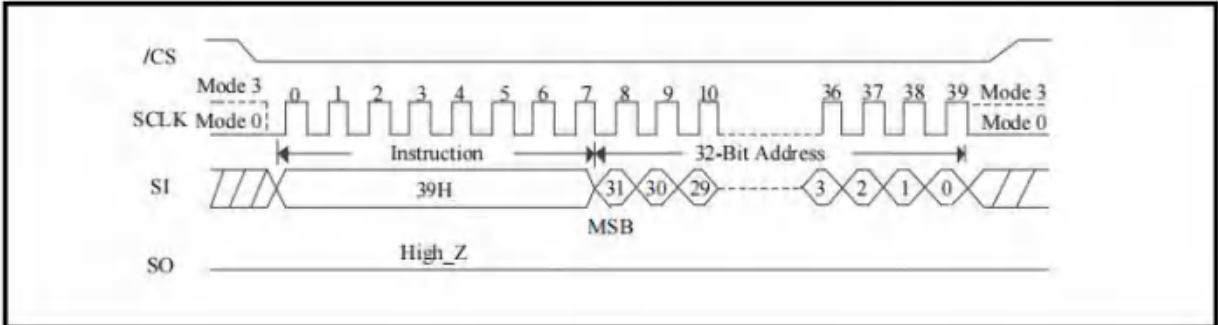 /CS
Mode 3 0 1 2 3 4 5 6 7 8 9 10 36 37 38 39 Mode 3
SCLK Mode 0 Mode 0
Instruction 32-Bit Address
SI 39H 31 30 29 3 2 1 0
MSB
High_Z
SO